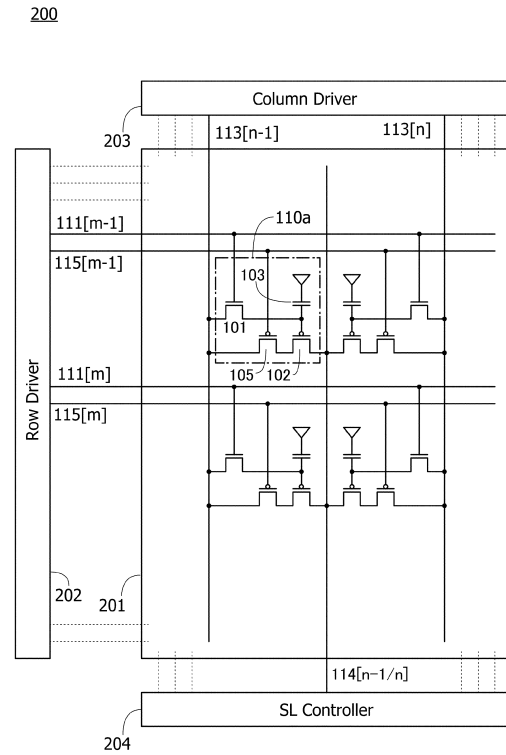 200
Column Driver
203
113[n-1]
113[n]
110a
111[m-1]
115[m-1]
103
101
105
102
111[m]
115[m]
Row Driver
202
201
114[n-1/n]
SL Controller
204